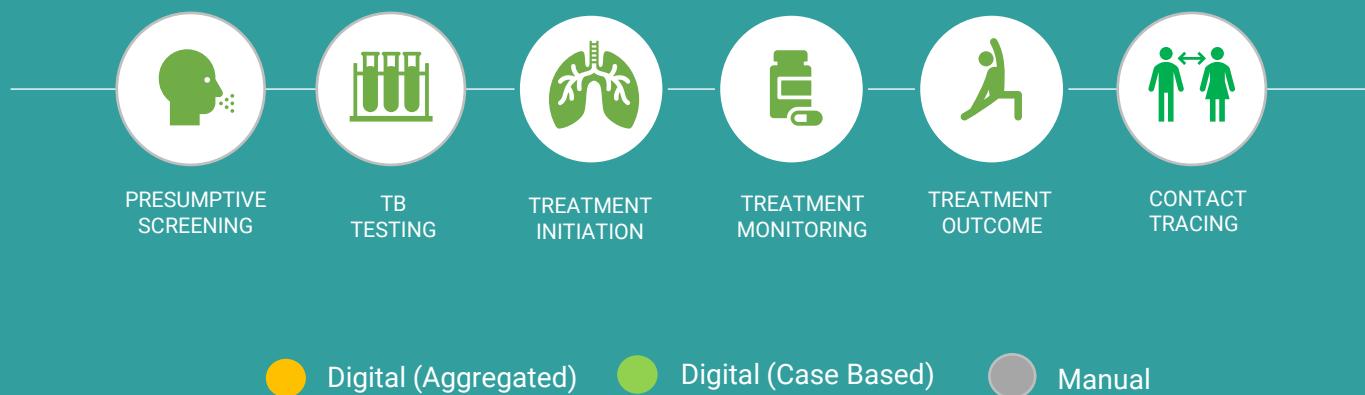 PRESUMPTIVE
SCREENING
TB
TESTING
TREATMENT
INITIATION
TREATMENT
MONITORING
TREATMENT
OUTCOME
CONTACT
TRACING
Digital (Aggregated)
Digital (Case Based)
Manual